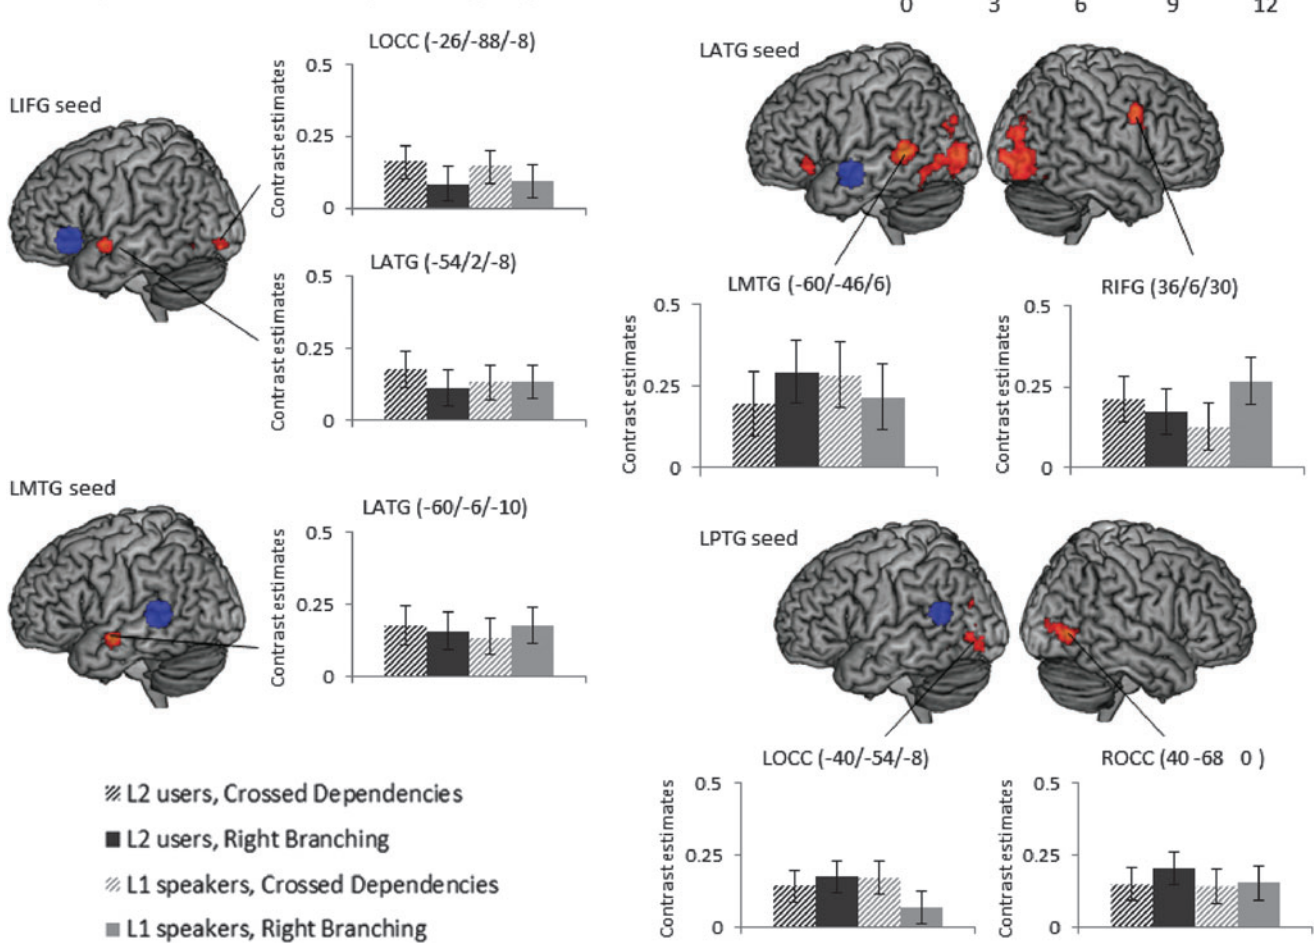 0 3 6 9 12
LIFG seed
LOCC (-26/-88/-8)
Contrast estimates
0.5
0.25
0
LATG (-54/2/-8)
Contrast estimates
0.5
0.25
0
LMTG seed
LATG (-60/-6/-10)
Contrast estimates
0.5
0.25
0
L2 users, Crossed Dependencies
L2 users, Right Branching
L1 speakers, Crossed Dependencies
L1 speakers, Right Branching
LATG seed
LMTG (-60/-46/6)
Contrast estimates
0.5
0.25
0
RIFG (36/6/30)
Contrast estimates
0.5
0.25
0
LPTG seed
LOCC (-40/-54/-8)
Contrast estimates
0.5
0.25
0
ROCC (40 -68 0 )
Contrast estimates
0.5
0.25
0